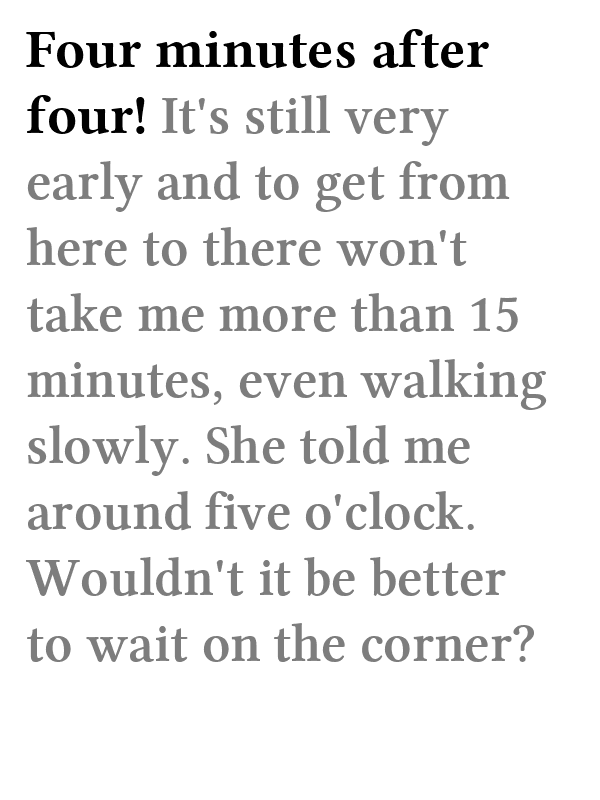 Four minutes after
four! It's still very
early and to get from
here to there won't
take me more than 15
minutes, even walking
slowly. She told me
around five o'clock.
Wouldn't it be better
to wait on the corner?